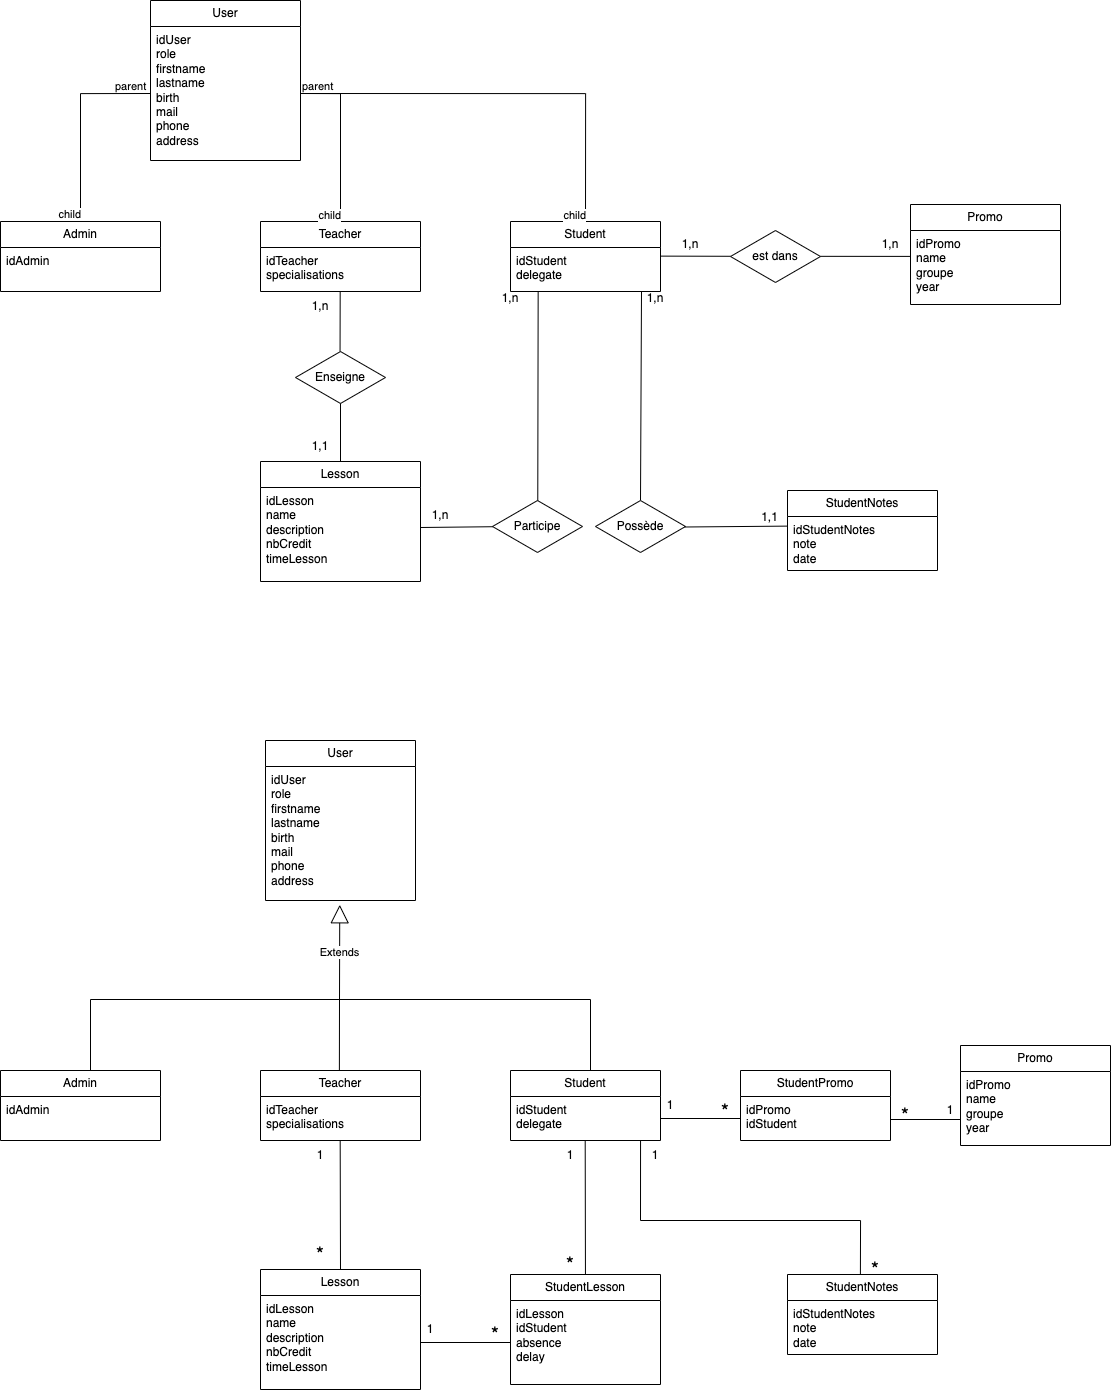 User
idUser
role
firstname
lastname
birth
mail
phone
address
parent
parent
child
child
child
Admin
idAdmin
Teacher
idTeacher
specialisations
Student
idStudent
delegate
1,n
est dans
1,n
Promo
idPromo
name
groupe
year
1,n
1,n
1,n
Enseigne
1,1
Lesson
idLesson
name
description
nbCredit
timeLesson
1,n
Participe
Possède
1,1
StudentNotes
idStudentNotes
note
date
User
idUser
role
firstname
lastname
birth
mail
phone
address
Extends
Admin
idAdmin
Teacher
idTeacher
specialisations
Student
idStudent
delegate
1
*
StudentPromo
idPromo
idStudent
*
1
Promo
idPromo
name
groupe
year
1
1
1
*
*
*
Lesson
idLesson
name
description
nbCredit
timeLesson
1
*
StudentLesson
idLesson
idStudent
absence
delay
StudentNotes
idStudentNotes
note
date